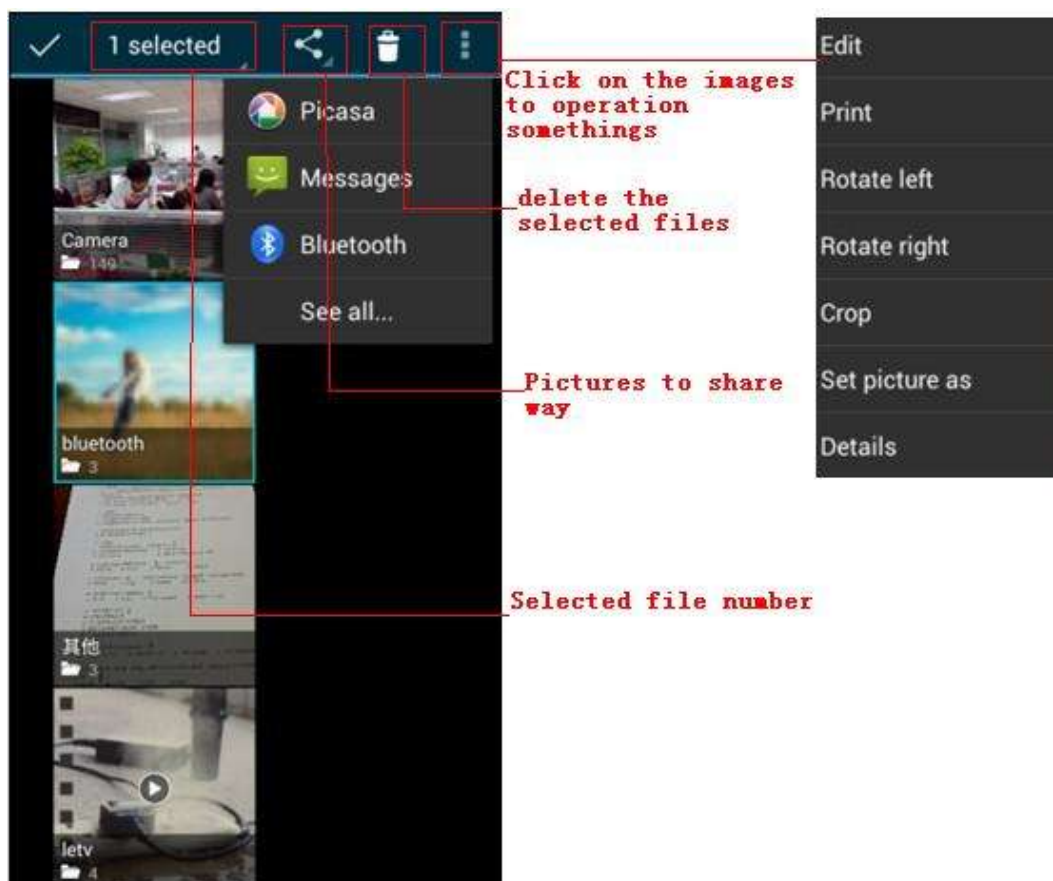 1 selected
Picasa
Messages
Bluetooth
See all...
Camera
149
bluetooth
3
其他
3
letv
4
Click on the images
to operation
somethings
delete the
selected files
Pictures to share
way
Selected file number
Edit
Print
Rotate left
Rotate right
Crop
Set picture as
Details